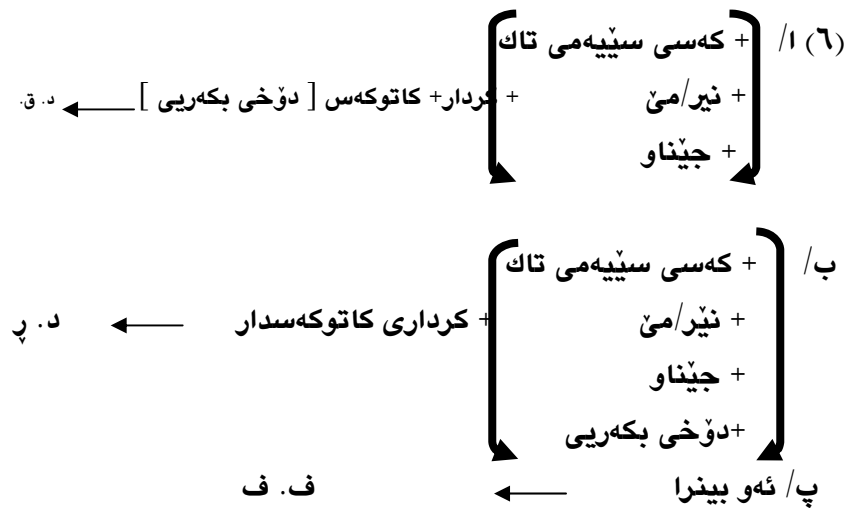 (٦) ا/ + كەسی سێیەمی تاك
+ نیر/مێ + كردار+ كاتوكەس [ دۆخی بكەریی ] د. ق.
+ جێناو
ب/ + كەسی سێیەمی تاك
+ نێر/مێ + كرداری كاتوكەسدار د. ڕ
+ جێناو
+دۆخی بكەریی
پ/ ئەو بینرا ف. ف